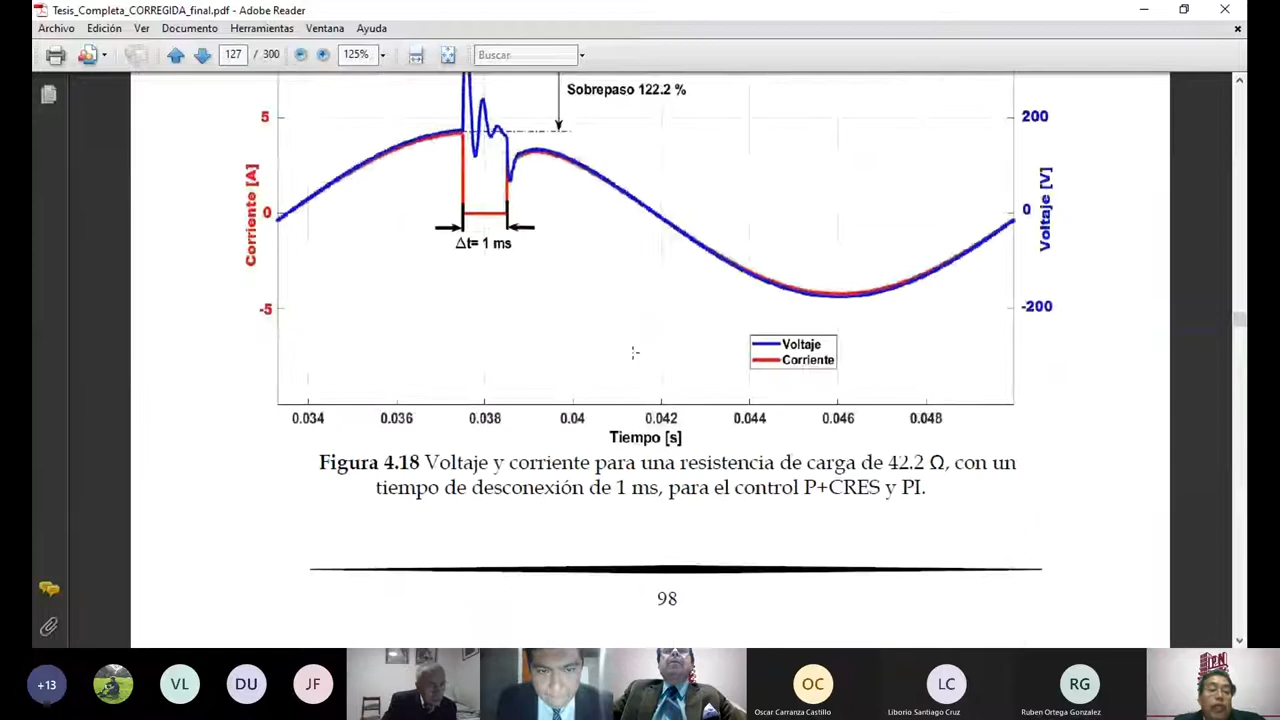 Tesis_Completa_CORREGIDA_final.pdf - Adobe Reader
Archivo Edición Ver Documento Herramientas Ventana Ayuda
127 / 300 125% Buscar
Sobrepaso 122.2 %
5 200
Corriente [A]
0 0
Voltaje [V]
Δt= 1 ms
-5 -200
Voltaje
Corriente
0.034 0.036 0.038 0.04 0.042 0.044 0.046 0.048
Tiempo [s]
Figura 4.18 Voltaje y corriente para una resistencia de carga de 42.2 Ω, con un
tiempo de desconexión de 1 ms, para el control P+CRES y PI.
98
+13 VL DU JF OC LC RG
Oscar Carranza Castillo Liborio Santiago Cruz Ruben Ortega Gonzalez